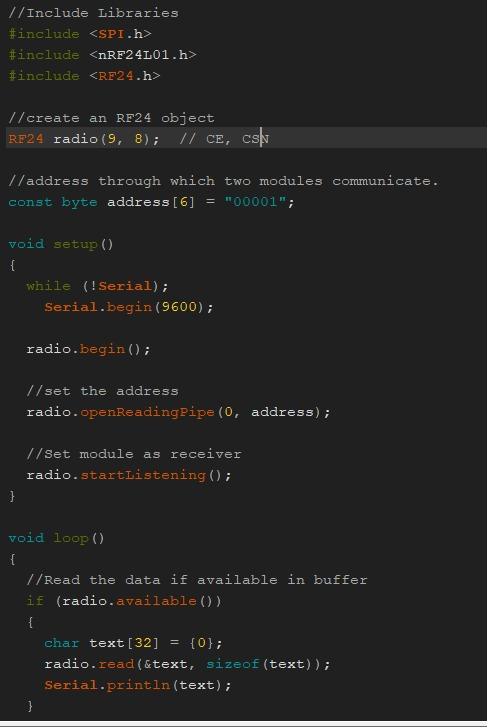 //Include Libraries
#include <SPI.h>
#include <nRF24L01.h>
#include <RF24.h>

//create an RF24 object
RF24 radio(9, 8);  // CE, CSN

//address through which two modules communicate.
const byte address[6] = "00001";

void setup()
{
  while (!Serial);
    Serial.begin(9600);

  radio.begin();

  //set the address
  radio.openReadingPipe(0, address);

  //Set module as receiver
  radio.startListening();
}

void loop()
{
  //Read the data if available in buffer
  if (radio.available())
  {
    char text[32] = {0};
    radio.read(&text, sizeof(text));
    Serial.println(text);
  }